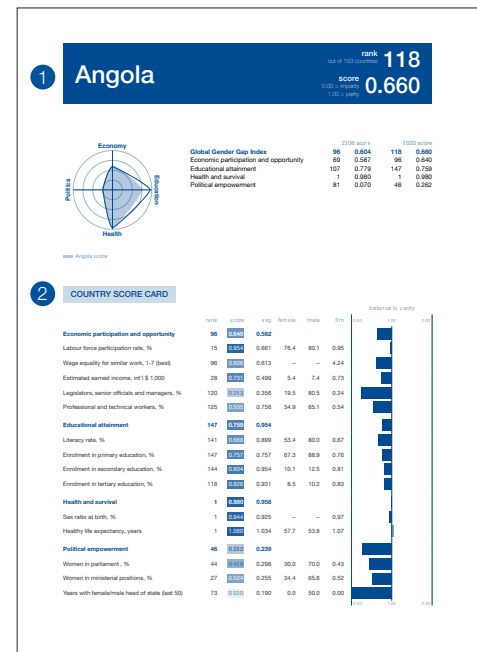 1
Angola
rank
out of 153 countries
118
score
0.00 = imparity
1.00 = parity
0.660
Economy
Politics
Education
Health
Angola score
2006 score 2020 score
Global Gender Gap Index 96 0.604 118 0.660
Economic participation and opportunity 69 0.587 96 0.640
Educational attainment 107 0.779 147 0.759
Health and survival 1 0.980 1 0.980
Political empowerment 81 0.070 46 0.262
2
COUNTRY SCORE CARD
distance to parity
rank score avg female male f/m 0.00 1.00 2.00
Economic participation and opportunity 96 0.640 0.582
Labour force participation rate, % 15 0.954 0.661 76.4 80.1 0.95
Wage equality for similar work, 1-7 (best) 96 0.606 0.613 – – 4.24
Estimated earned income, int'l $ 1,000 28 0.731 0.499 5.4 7.4 0.73
Legislators, senior officials and managers, % 120 0.243 0.356 19.5 80.5 0.24
Professional and technical workers, % 125 0.535 0.756 34.9 65.1 0.54
Educational attainment 147 0.759 0.954
Literacy rate, % 141 0.668 0.899 53.4 80.0 0.67
Enrolment in primary education, % 147 0.757 0.757 67.3 88.9 0.76
Enrolment in secondary education, % 144 0.804 0.954 10.1 12.5 0.81
Enrolment in tertiary education, % 116 0.826 0.931 8.5 10.2 0.83
Health and survival 1 0.980 0.958
Sex ratio at birth, % 1 0.944 0.925 – – 0.97
Healthy life expectancy, years 1 1.060 1.034 57.7 53.8 1.07
Political empowerment 46 0.252 0.239
Women in parliament , % 44 0.429 0.298 30.0 70.0 0.43
Women in ministerial positions, % 27 0.524 0.255 34.4 65.6 0.52
Years with female/male head of state (last 50) 73 0.000 0.190 0.0 50.0 0.00
0.00 1.00 2.00